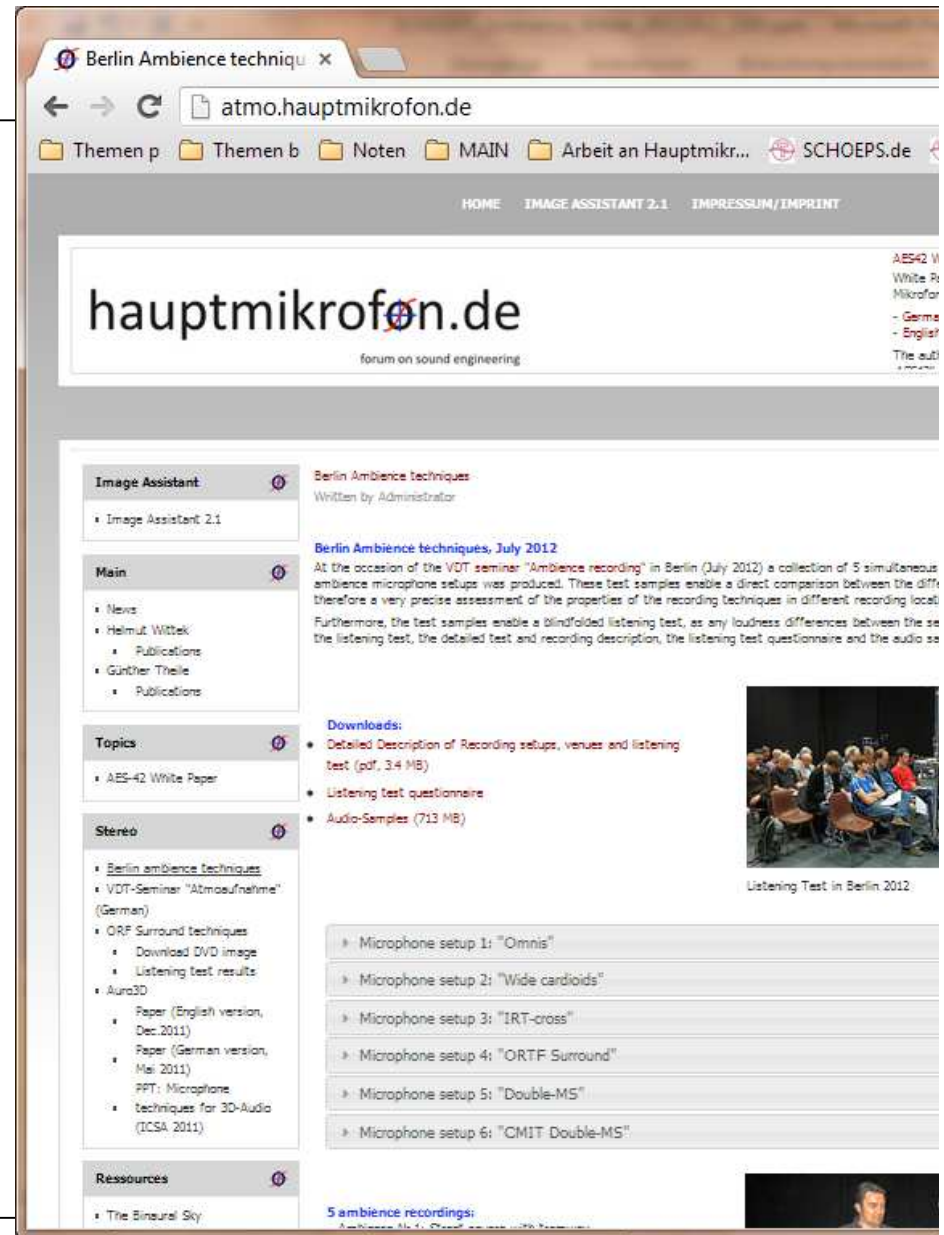 Berlin Ambience techniqu
atmo.hauptmikrofon.de
Themen p Themen b Noten MAIN Arbeit an Hauptmikr... SCHOEPS.de
HOME IMAGE ASSISTANT 2.1 IMPRESSUM/IMPRINT
hauptmikrofon.de
forum on sound engineering
AES42 W
White Pa
Mikrofon
- Germa
- English
The auth
Image Assistant
Image Assistant 2.1
Main
News
Helmut Wittek
Publications
Günther Theile
Publications
Topics
AES-42 White Paper
Stereo
Berlin ambience techniques
VDT-Seminar "Atmoaufnahme"
(German)
ORF Surround techniques
Download DVD image
Listening test results
Auro3D
Paper (English version,
Dec.2011)
Paper (German version,
Mai 2011)
PPT: Microphone
techniques for 3D-Audio
(ICSA 2011)
Ressources
The Binaural Sky
Berlin Ambience techniques
Written by Administrator
Berlin Ambience techniques, July 2012
At the occasion of the VDT seminar "Ambience recording" in Berlin (July 2012) a collection of 5 simultaneous
ambience microphone setups was produced. These test samples enable a direct comparison between the diffe
therefore a very precise assessment of the properties of the recording techniques in different recording locati
Furthermore, the test samples enable a blindfolded listening test, as any loudness differences between the se
the listening test, the detailed test and recording description, the listening test questionnaire and the audio sa
Downloads:
Detailed Description of Recording setups, venues and listening
test (pdf, 3.4 MB)
Listening test questionnaire
Audio-Samples (713 MB)
Listening Test in Berlin 2012
Microphone setup 1: "Omnis"
Microphone setup 2: "Wide cardioids"
Microphone setup 3: "IRT-cross"
Microphone setup 4: "ORTF Surround"
Microphone setup 5: "Double-MS"
Microphone setup 6: "CMIT Double-MS"
5 ambience recordings: